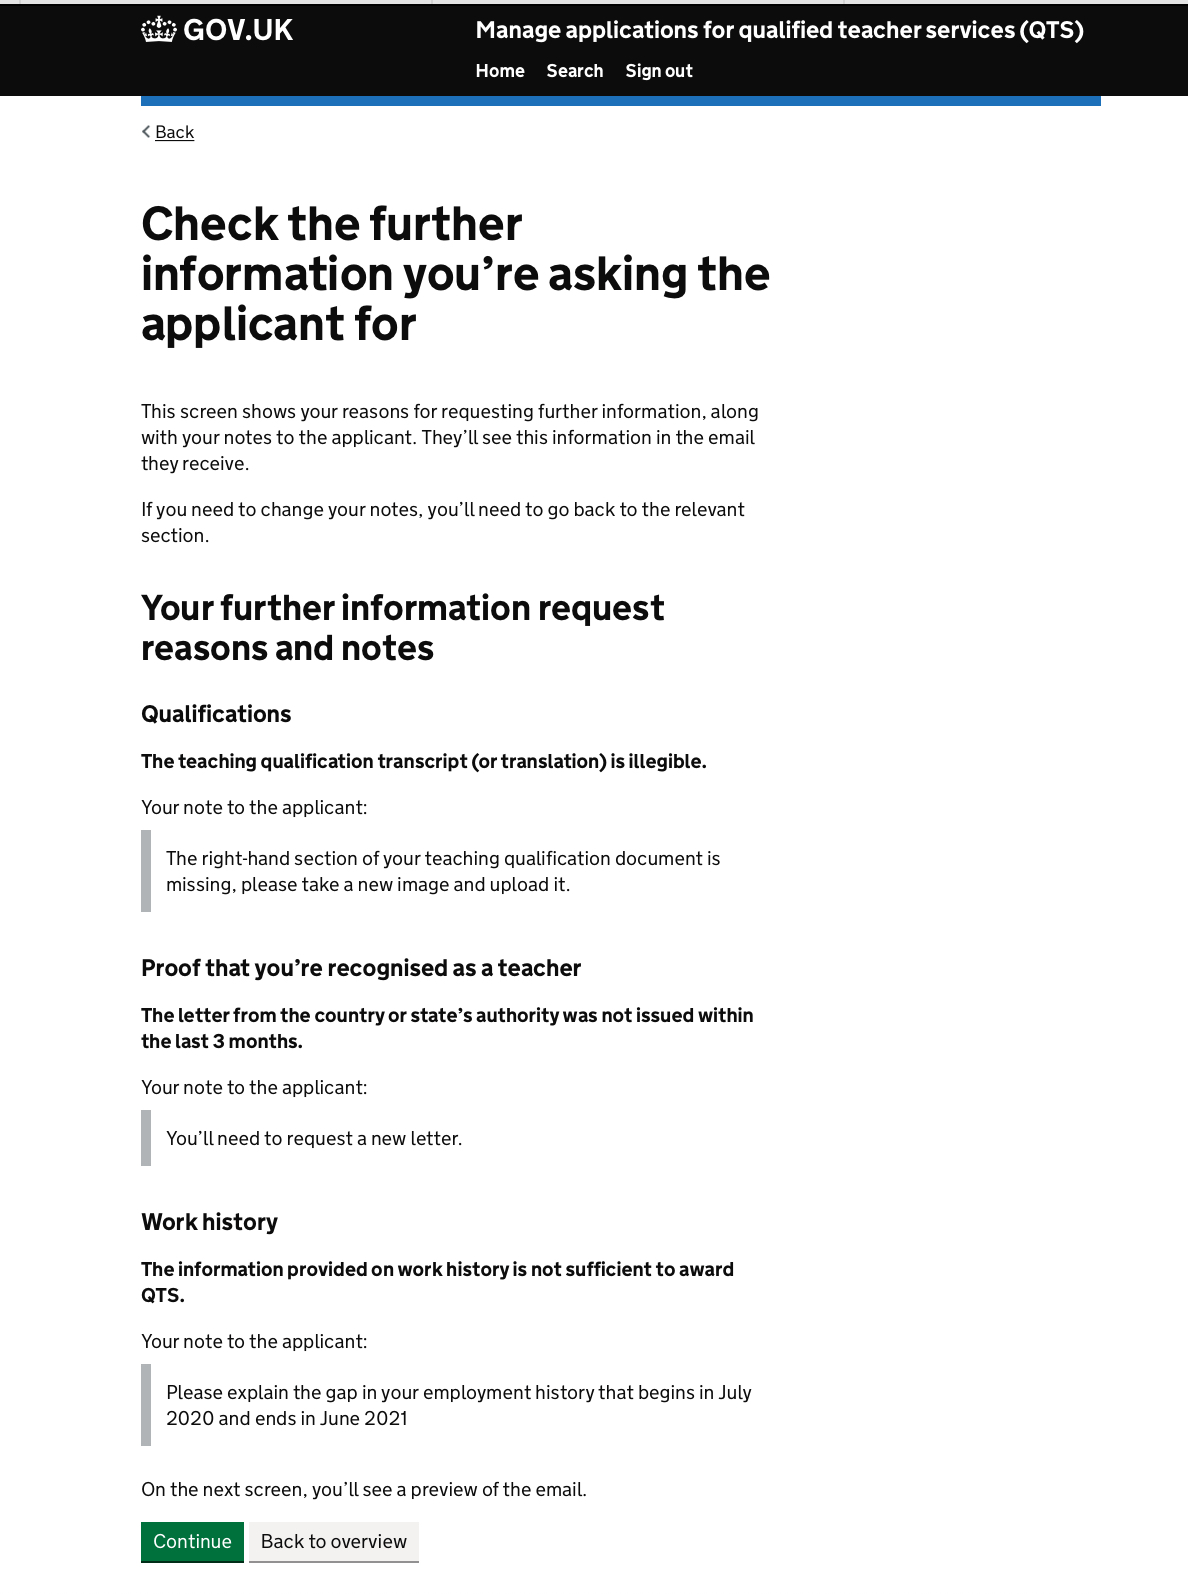 GOV.UK
Manage applications for qualified teacher services (QTS)
Home Search Sign out
Back
Check the further
information you’re asking the
applicant for
This screen shows your reasons for requesting further information, along
with your notes to the applicant. They’ll see this information in the email
they receive.
If you need to change your notes, you’ll need to go back to the relevant
section.
Your further information request
reasons and notes
Qualifications
The teaching qualification transcript (or translation) is illegible.
Your note to the applicant:
The right-hand section of your teaching qualification document is
missing, please take a new image and upload it.
Proof that you’re recognised as a teacher
The letter from the country or state’s authority was not issued within
the last 3 months.
Your note to the applicant:
You’ll need to request a new letter.
Work history
The information provided on work history is not sufficient to award
QTS.
Your note to the applicant:
Please explain the gap in your employment history that begins in July
2020 and ends in June 2021
On the next screen, you’ll see a preview of the email.
Continue Back to overview